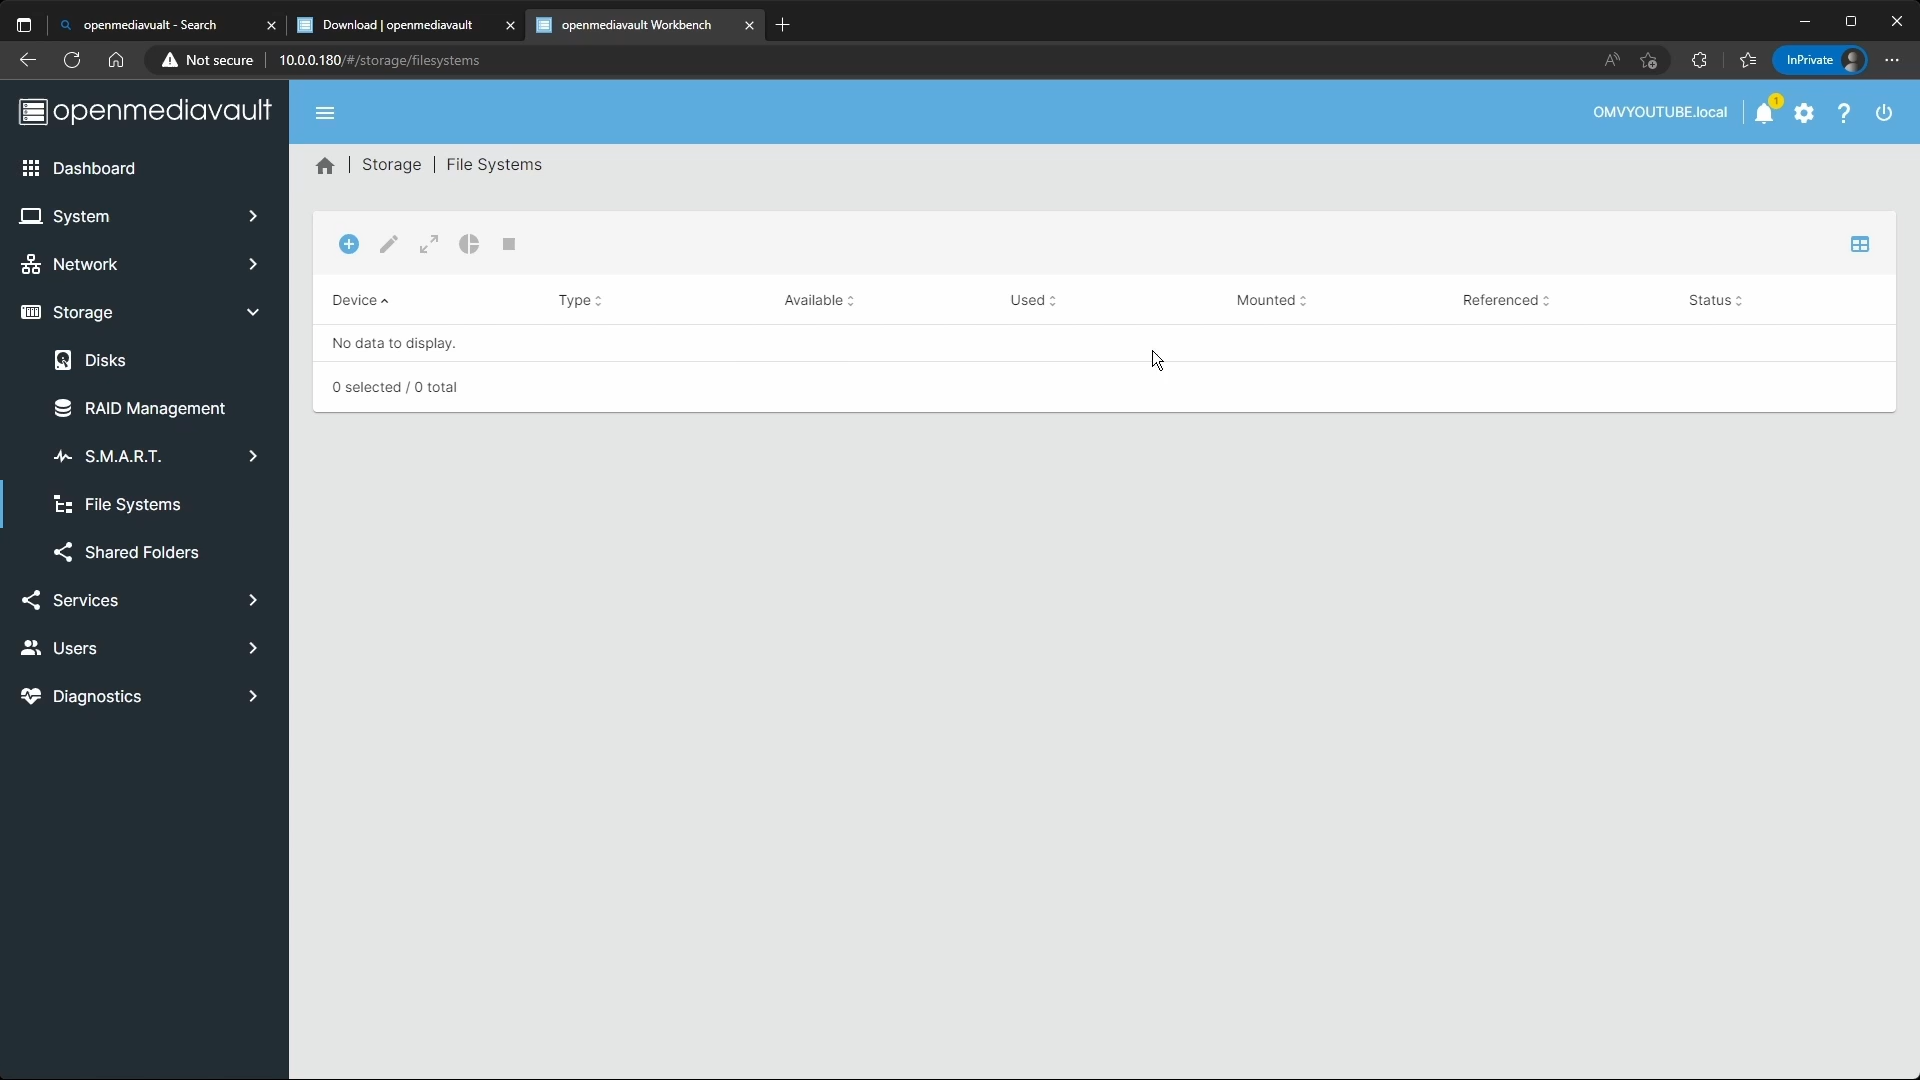 openmediavualt - Search
Download | openmediavault
openmediavault Workbench
Not secure
10.0.0.180/#/storage/filesystems
InPrivate
openmediavault
OMVYOUTUBE.local
1
Dashboard
Storage | File Systems
System
Network
Storage
Device
Type
Available
Used
Mounted
Referenced
Status
No data to display.
Disks
0 selected / 0 total
RAID Management
S.M.A.R.T.
File Systems
Shared Folders
Services
Users
Diagnostics